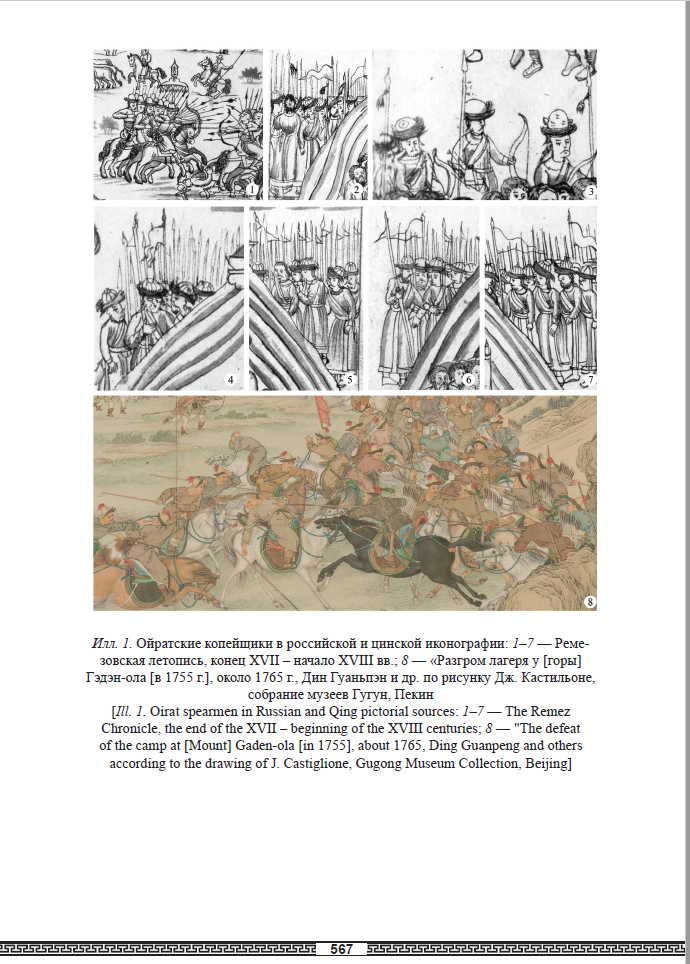 1
2
3
4
5
6
7
8
Илл. 1. Ойратские копейщики в российской и цинской иконографии: 1–7 — Реме-
зовская летопись, конец XVII – начало XVIII вв.; 8 — «Разгром лагеря у [горы]
Гэдэн-ола [в 1755 г.], около 1765 г., Дин Гуаньпэн и др. по рисунку Дж. Кастильоне,
собрание музеев Гугун, Пекин
[Ill. 1. Oirat spearmen in Russian and Qing pictorial sources: 1–7 — The Remez
Chronicle, the end of the XVII – beginning of the XVIII centuries; 8 — "The defeat
of the camp at [Mount] Gaden-ola [in 1755], about 1765, Ding Guanpeng and others
according to the drawing of J. Castiglione, Gugong Museum Collection, Beijing]
567